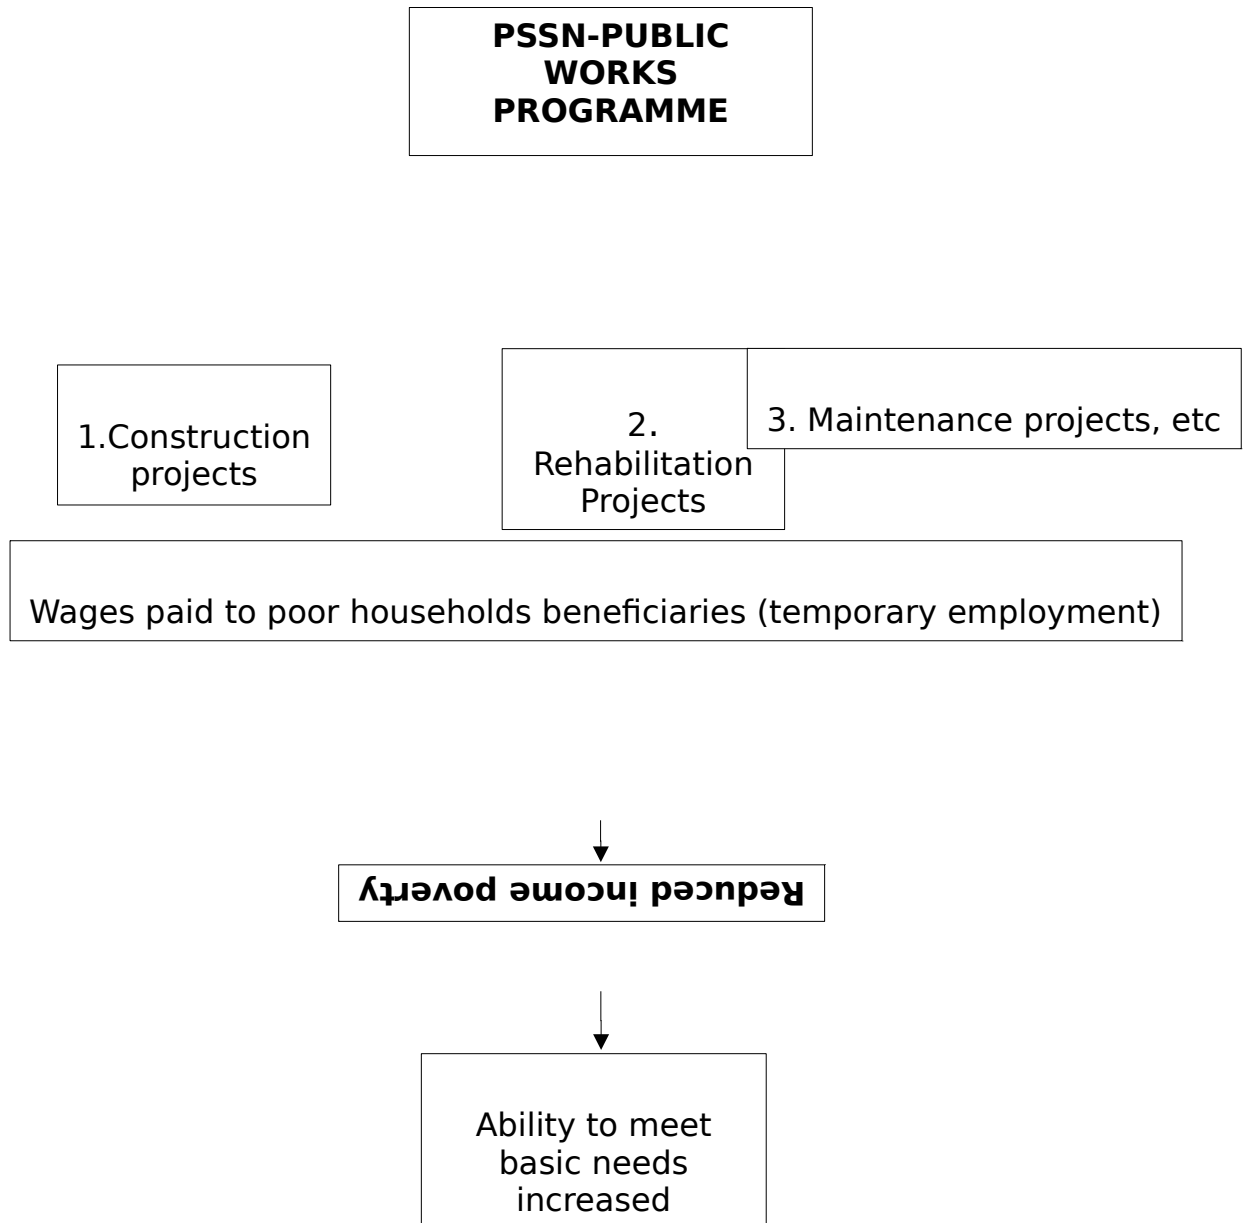 PSSN-PUBLIC
WORKS
PROGRAMME
1.Construction
projects
2.
Rehabilitation
Projects
3. Maintenance projects, etc
Wages paid to poor households beneficiaries (temporary employment)
Reduced income poverty
Ability to meet
basic needs
increased